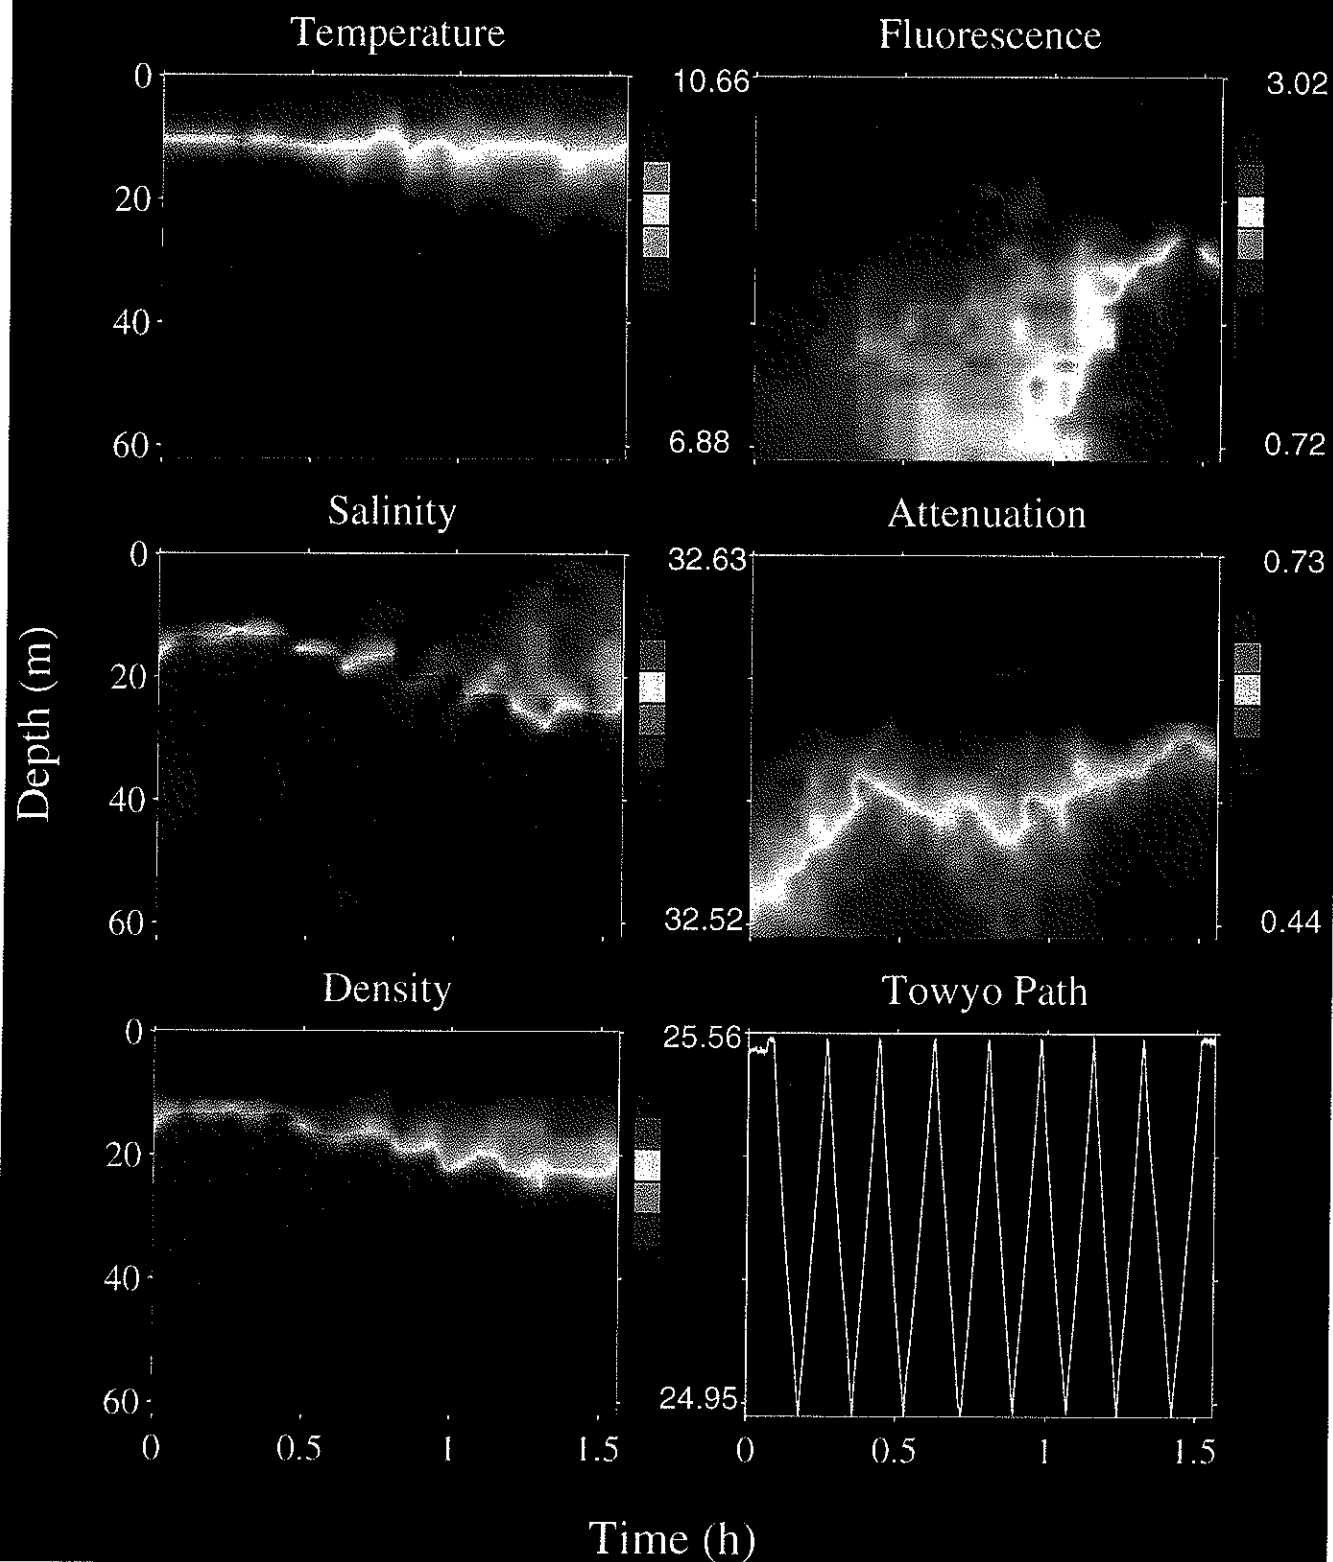 Temperature
Fluorescence
0
20
40
60
10.66
6.88
3.02
0.72
Salinity
Attenuation
0
20
40
60
32.63
32.52
0.73
0.44
Depth (m)
Density
Towyo Path
0
20
40
60
25.56
24.95
0 0.5 1 1.5
0 0.5 1 1.5
Time (h)